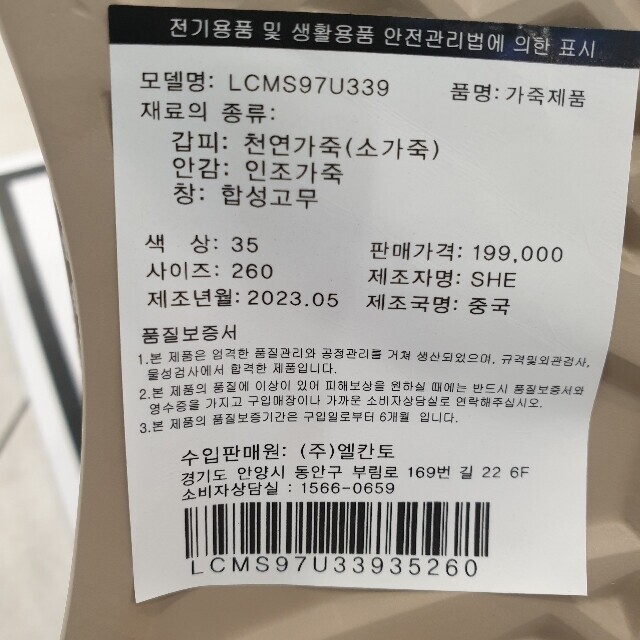 전기용품 및 생활용품 안전관리법에 의한 표시
모델명: LCMS97U339 품명: 가죽제품
재료의 종류:
갑피: 천연가죽(소가죽)
안감: 인조가죽
창: 합성고무
색 상: 35 판매가격: 199,000
사이즈: 260 제조자명: SHE
제조년월: 2023.05 제조국명: 중국
품질보증서
1.본 제품은 엄격한 품질관리와 공정관리를 거쳐 생산되었으며, 규격및외관검사,
물성검사에서 합격한 제품입니다.
2.본 제품의 품질에 이상이 있어 피해보상을 원하실 때에는 반드시 품질보증서와
영수증을 가지고 구입매장이나 가까운 소비자상담실로 연락해주십시오.
3.본 제품의 품질보증기간은 구입일로부터 6개월 입니다.
수입판매원: (주)엘칸토
경기도 안양시 동안구 부림로 169번 길 22 6F
소비자상담실 : 1566-0659
LCMS97U33935260